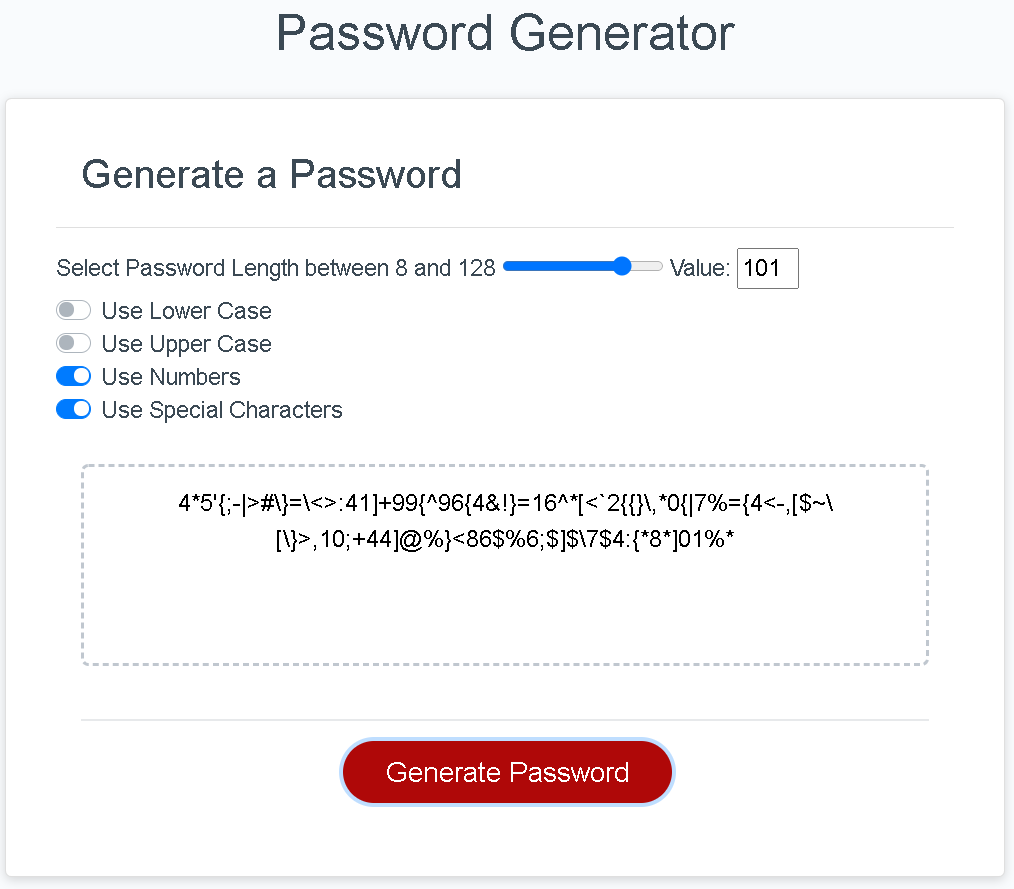 Password Generator
Generate a Password
Select Password Length between 8 and 128 Value: 101
Use Lower Case
Use Upper Case
Use Numbers
Use Special Characters
4*5'{;-|>#\}=\<>:41]+99{^96{4&!}=16^*[<`2{{}\,*0{|7%={4<-,[$~\
[\}>,10;+44]@%}<86$%6;$]$\7$4:{*8*]01%*
Generate Password